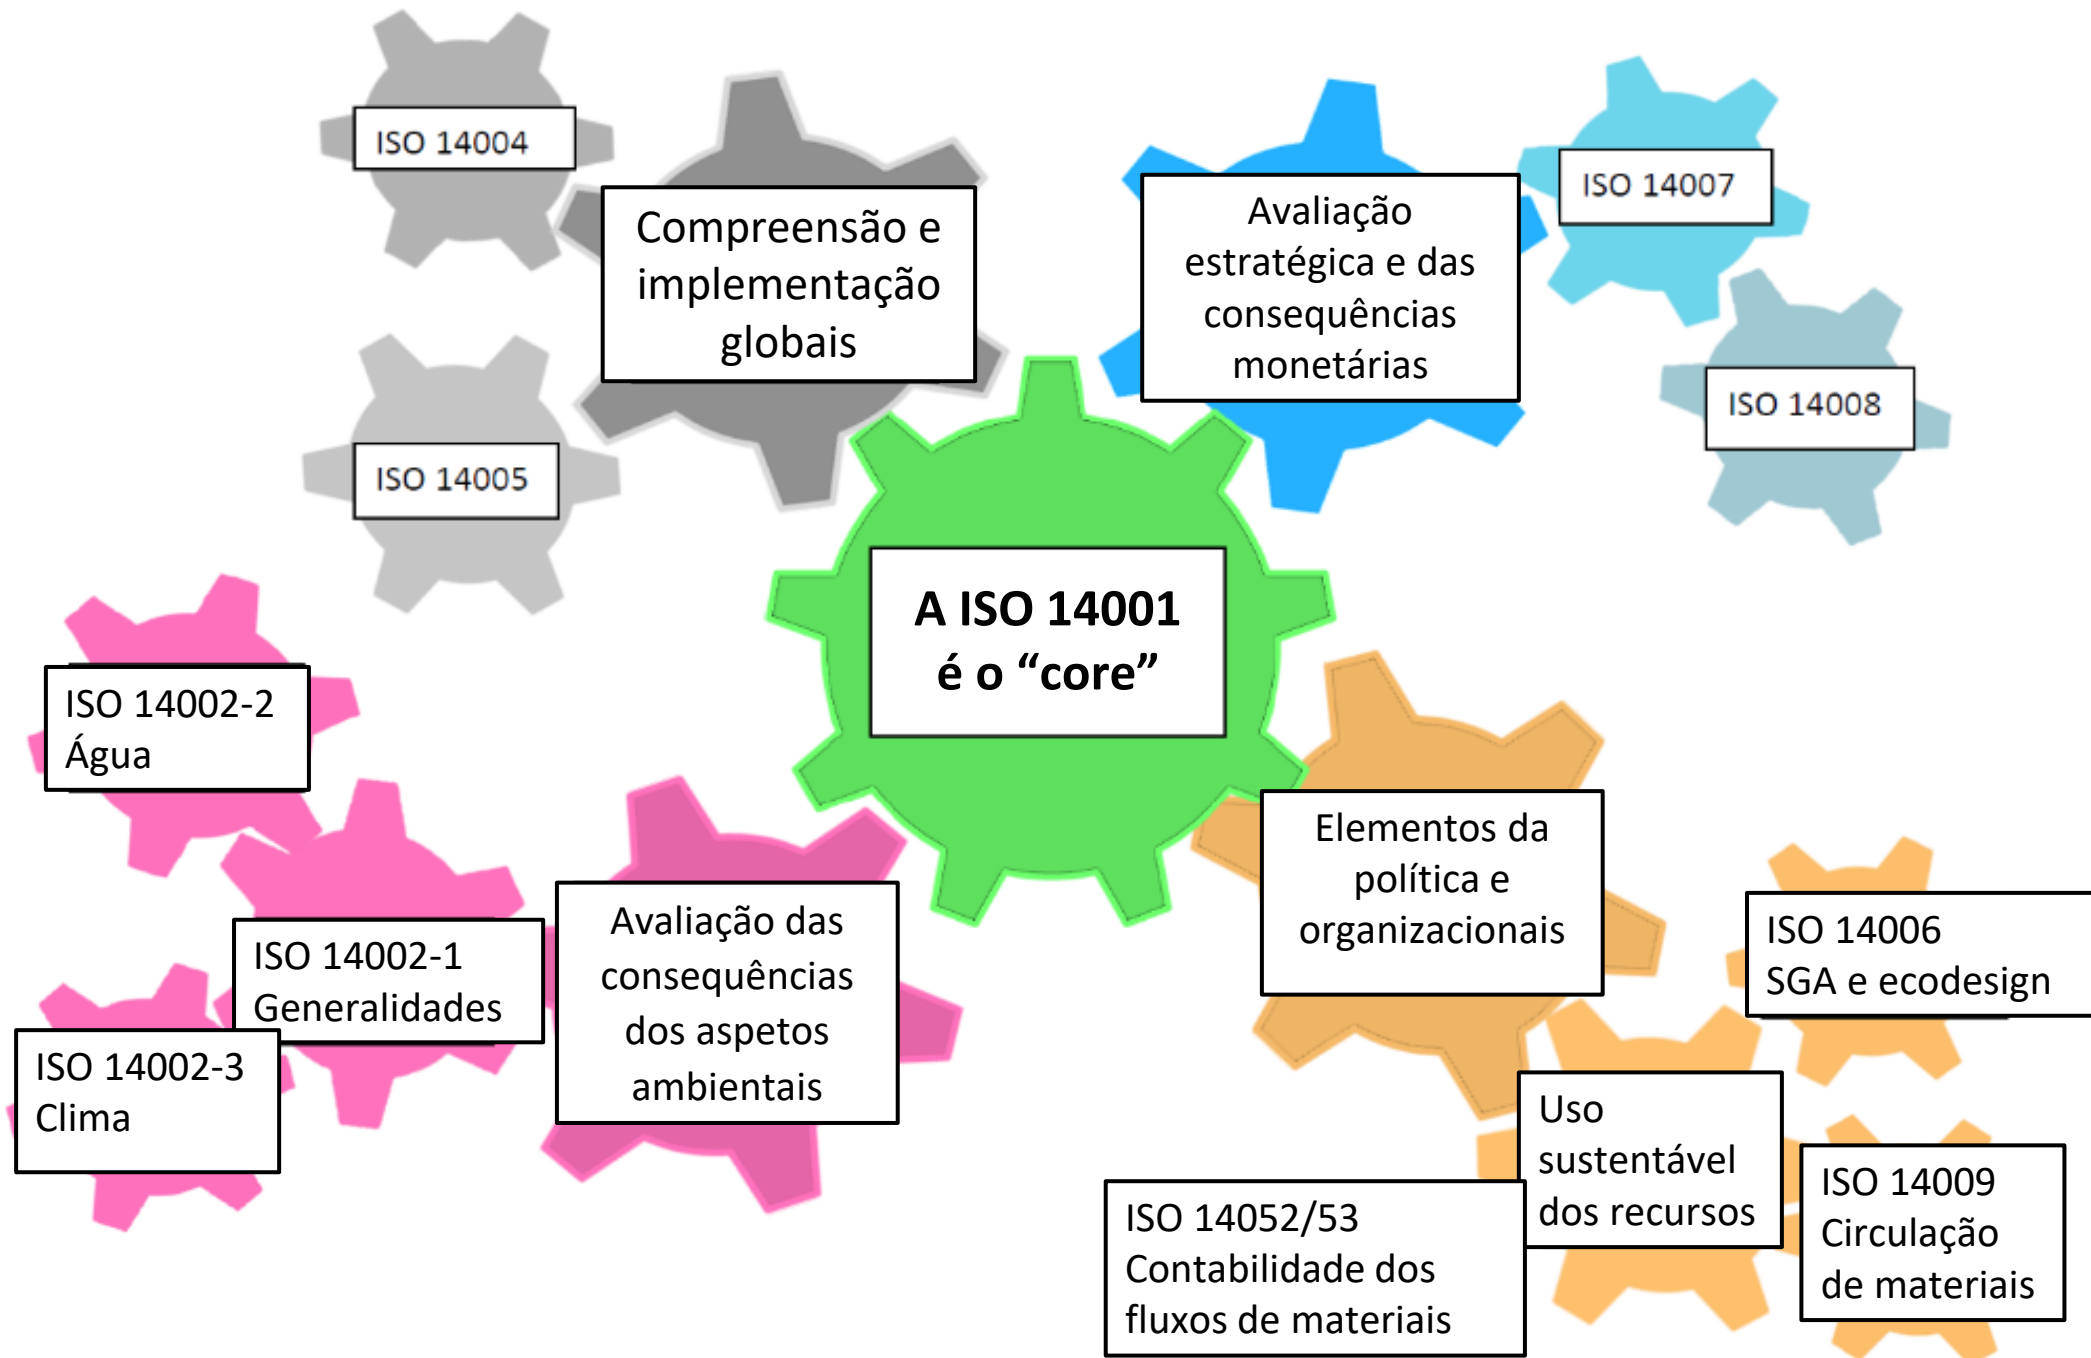 ISO 14004
Compreensão e
implementação
globais
ISO 14005
Avaliação
estratégica e das
consequências
monetárias
ISO 14007
ISO 14008
A ISO 14001
é o “core”
ISO 14002-2
Água
ISO 14002-1
Generalidades
ISO 14002-3
Clima
Avaliação das
consequências
dos aspetos
ambientais
Elementos da
política e
organizacionais
ISO 14006
SGA e ecodesign
Uso
sustentável
dos recursos
ISO 14009
Circulação
de materiais
ISO 14052/53
Contabilidade dos
fluxos de materiais